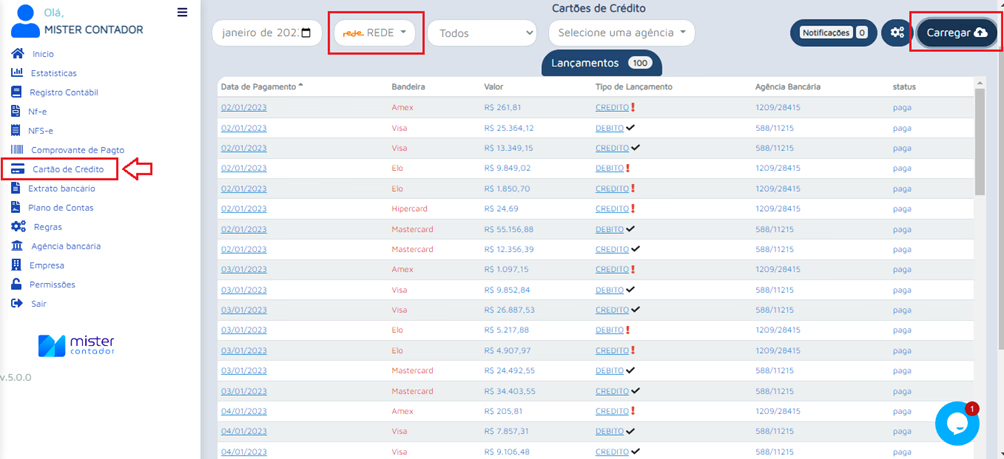 Olá,
MISTER CONTADOR
Inicio
Estatisticas
Registro Contábil
Nf-e
NFS-e
Comprovante de Pagto
Cartão de Crédito
Extrato bancário
Plano de Contas
Regras
Agência bancária
Empresa
Permissões
Sair
mister
contador
v.5.0.0
Cartões de Crédito
janeiro de 202. rede REDE Todos Selecione uma agência Notificações 0 Carregar
Lançamentos 100
Data de Pagamento Bandeira Valor Tipo de Lançamento Agência Bancária status
02/01/2023 Amex R$ 261,81 CREDITO 1209/28415 paga
02/01/2023 Visa R$ 25.364,12 DEBITO 588/11215 paga
02/01/2023 Visa R$ 13.349,15 CREDITO 588/11215 paga
02/01/2023 Elo R$ 9.849,02 DEBITO 1209/28415 paga
02/01/2023 Elo R$ 1.850,70 CREDITO 1209/28415 paga
02/01/2023 Hipercard R$ 24,69 CREDITO 1209/28415 paga
02/01/2023 Mastercard R$ 55.156,88 DEBITO 588/11215 paga
02/01/2023 Mastercard R$ 12.356,39 CREDITO 588/11215 paga
03/01/2023 Amex R$ 1.097,15 CREDITO 1209/28415 paga
03/01/2023 Visa R$ 9.852,84 DEBITO 588/11215 paga
03/01/2023 Visa R$ 26.887,53 CREDITO 588/11215 paga
03/01/2023 Elo R$ 5.217,88 DEBITO 1209/28415 paga
03/01/2023 Elo R$ 4.907,97 CREDITO 1209/28415 paga
03/01/2023 Mastercard R$ 24.492,55 DEBITO 588/11215 paga
03/01/2023 Mastercard R$ 34.403,55 CREDITO 588/11215 paga
04/01/2023 Amex R$ 205,81 CREDITO 1209/28415 paga
04/01/2023 Visa R$ 7.857,31 DEBITO 588/11215 paga
04/01/2023 Visa R$ 9.106,48 CREDITO 588/11215 paga
1